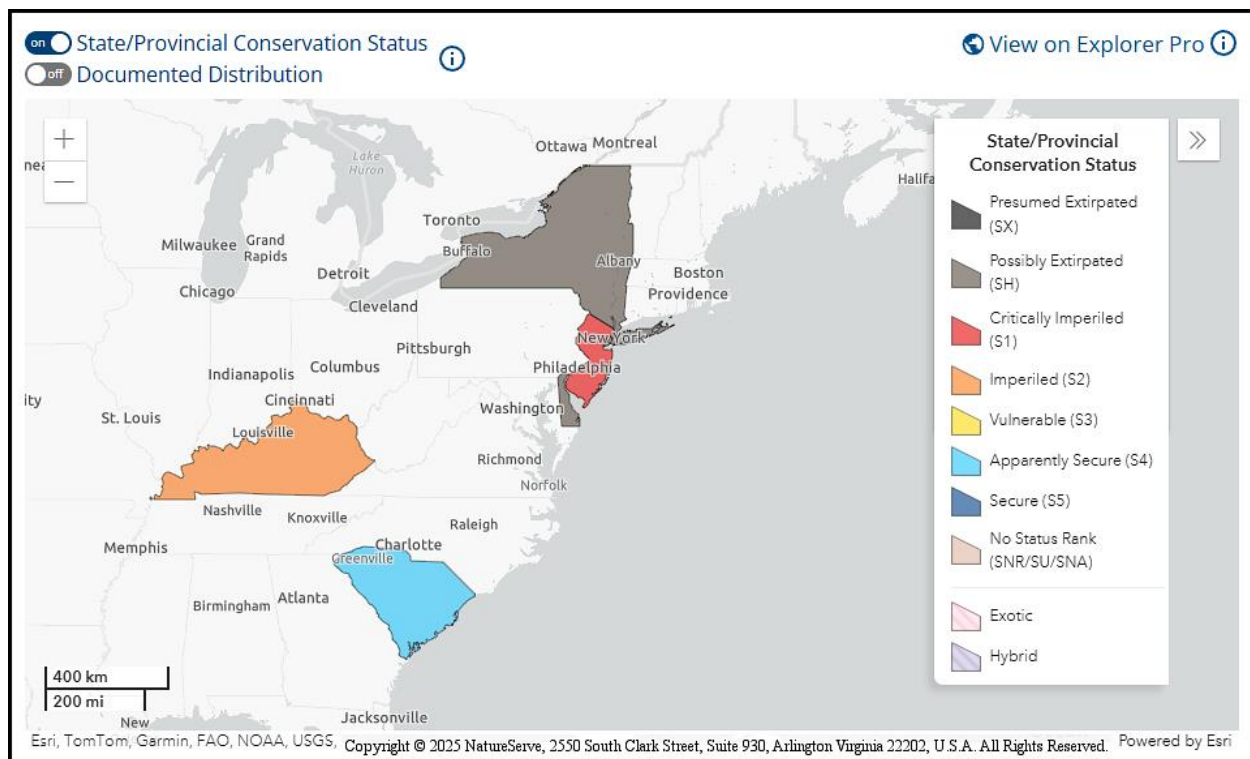 on State/Provincial Conservation Status
off Documented Distribution
View on Explorer Pro
State/Provincial
Conservation Status
Presumed Extirpated
(SX)
Possibly Extirpated
(SH)
Critically Imperiled
(S1)
Imperiled (S2)
Vulnerable (S3)
Apparently Secure (S4)
Secure (S5)
No Status Rank
(SNR/SU/SNA)
Exotic
Hybrid
Ottawa Montreal
Lake
Huron
Halifa
Toronto
Milwaukee
Grand
Rapids
Buffalo
Albany
Detroit
Boston
Chicago
Providence
Cleveland
New York
Pittsburgh
Philadelphia
Columbus
Indianapolis
ity
Cincinnati
Washington
St. Louis
Louisville
Richmond
Norfolk
Nashville
Knoxville
Raleigh
Memphis
Charlotte
Greenville
Atlanta
Birmingham
400 km
200 mi
New
Jacksonville
Esri, TomTom, Garmin, FAO, NOAA, USGS, Copyright © 2025 NatureServe, 2550 South Clark Street, Suite 930, Arlington Virginia 22202, U.S.A. All Rights Reserved. Powered by Esri